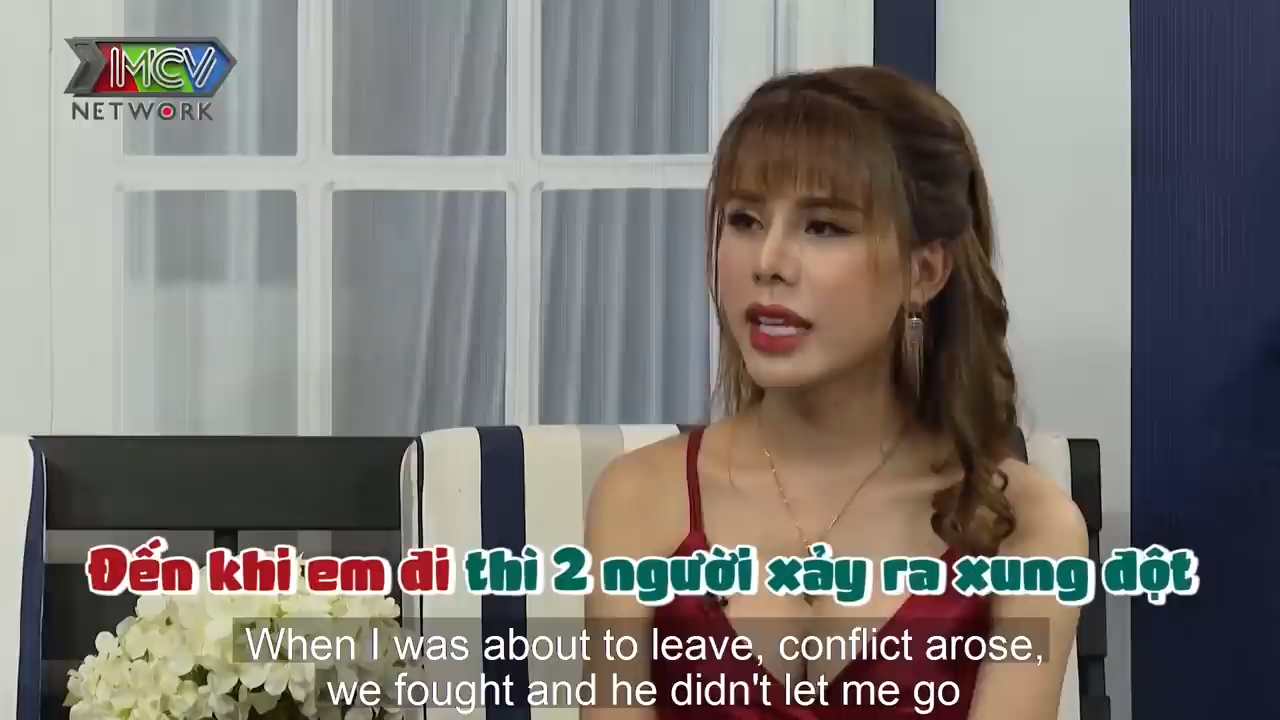 MCV
NETWORK
Đến khi em đi thì 2 người xảy ra xung đột
When I was about to leave, conflict arose,
we fought and he didn't let me go